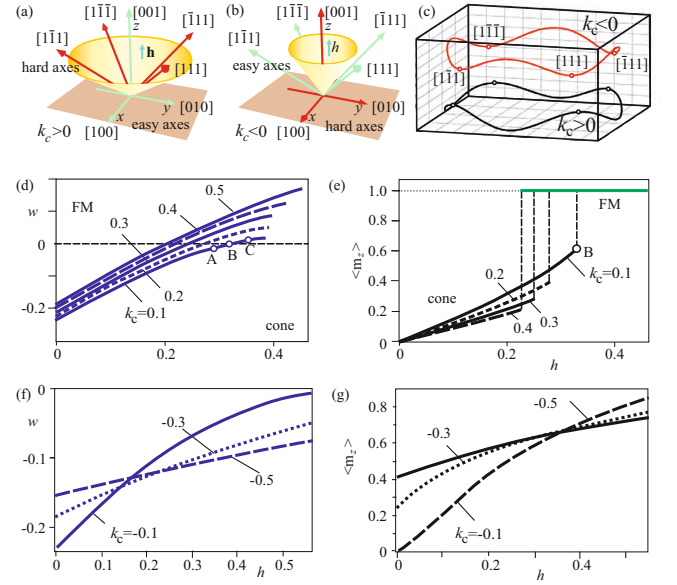 (a) [1̄1̄1] [001] [1̄11]
[11̄1] z
h
hard axes [111]
y [010]
x easy axes
k_c>0 [100]
(b) [1̄1̄1] [001] [1̄11]
[11̄1] z
h
easy axes [111]
y [010]
x hard axes
k_c<0 [100]
(c) k_c<0
[11̄1̄]
[1̄11]
[11̄1] [111]
k_c>0
(d)
w FM 0.5
0.4
0.3
0
A B C
-0.2 0.2
k_c=0.1
cone
0 0.2 0.4
(e)
1.0
FM
0.8
0.6 B
<m_z> k_c=0.1
0.4 0.2
cone
0.2 0.3
0.4
0
0 0.2 0.4
h
(f)
0
w -0.3
-0.1
-0.5
-0.2
k_c=-0.1
0 0.1 0.2 0.3 0.4 0.5
h
(g)
0.8 -0.5
<m_z> 0.6 -0.3
0.4
0.2
k_c=-0.1
0
0 0.2 0.4
h